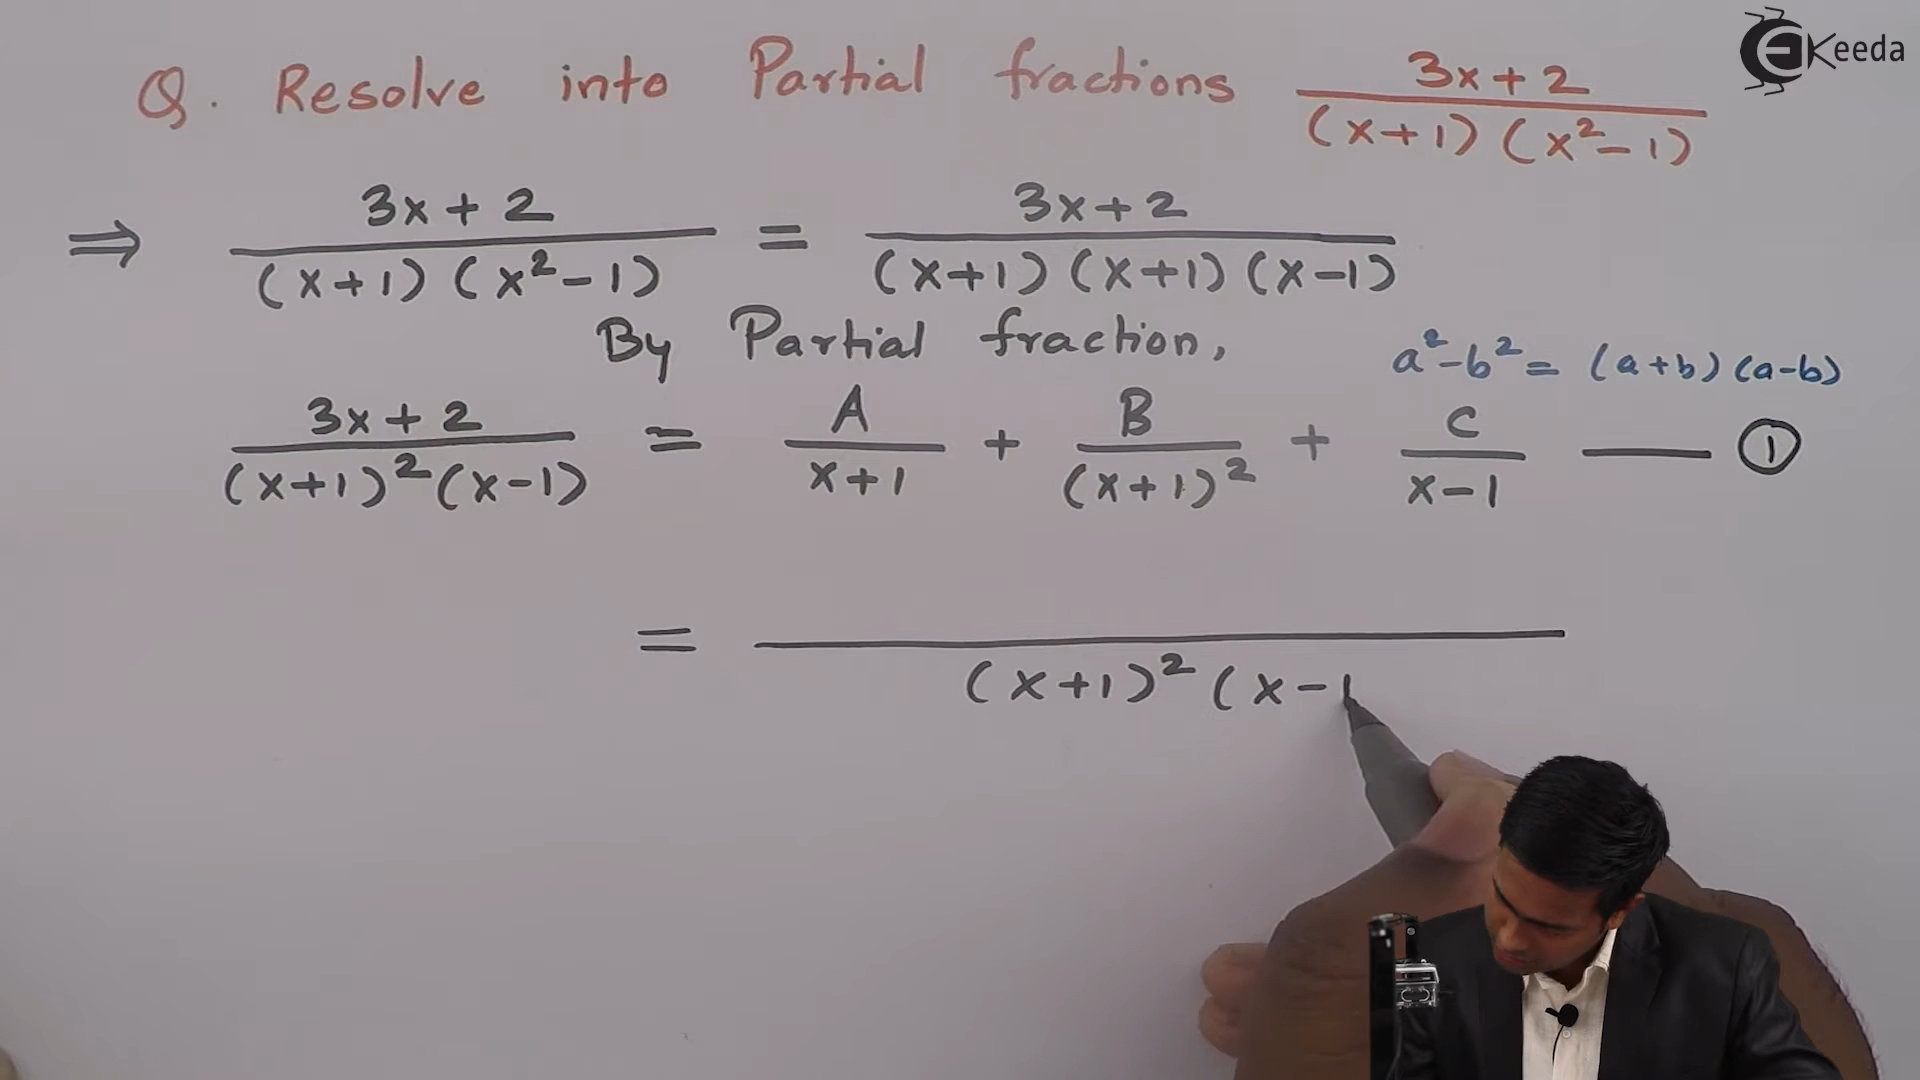 EKeeda
Q. Resolve into Partial fractions (3x+2)/((x+1)(x²-1))
⇒ (3x+2)/((x+1)(x²-1)) = (3x+2)/((x+1)(x+1)(x-1))
By Partial fraction,
a²-b² = (a+b)(a-b)
(3x+2)/((x+1)²(x-1)) = A/(x+1) + B/(x+1)² + C/(x-1) — ①
= /(x+1)²(x-1